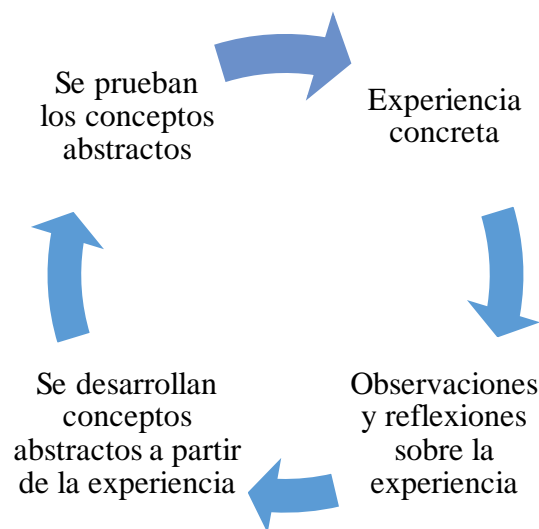 Se prueban
los conceptos
abstractos
Experiencia
concreta
Observaciones
y reflexiones
sobre la
experiencia
Se desarrollan
conceptos
abstractos a partir
de la experiencia